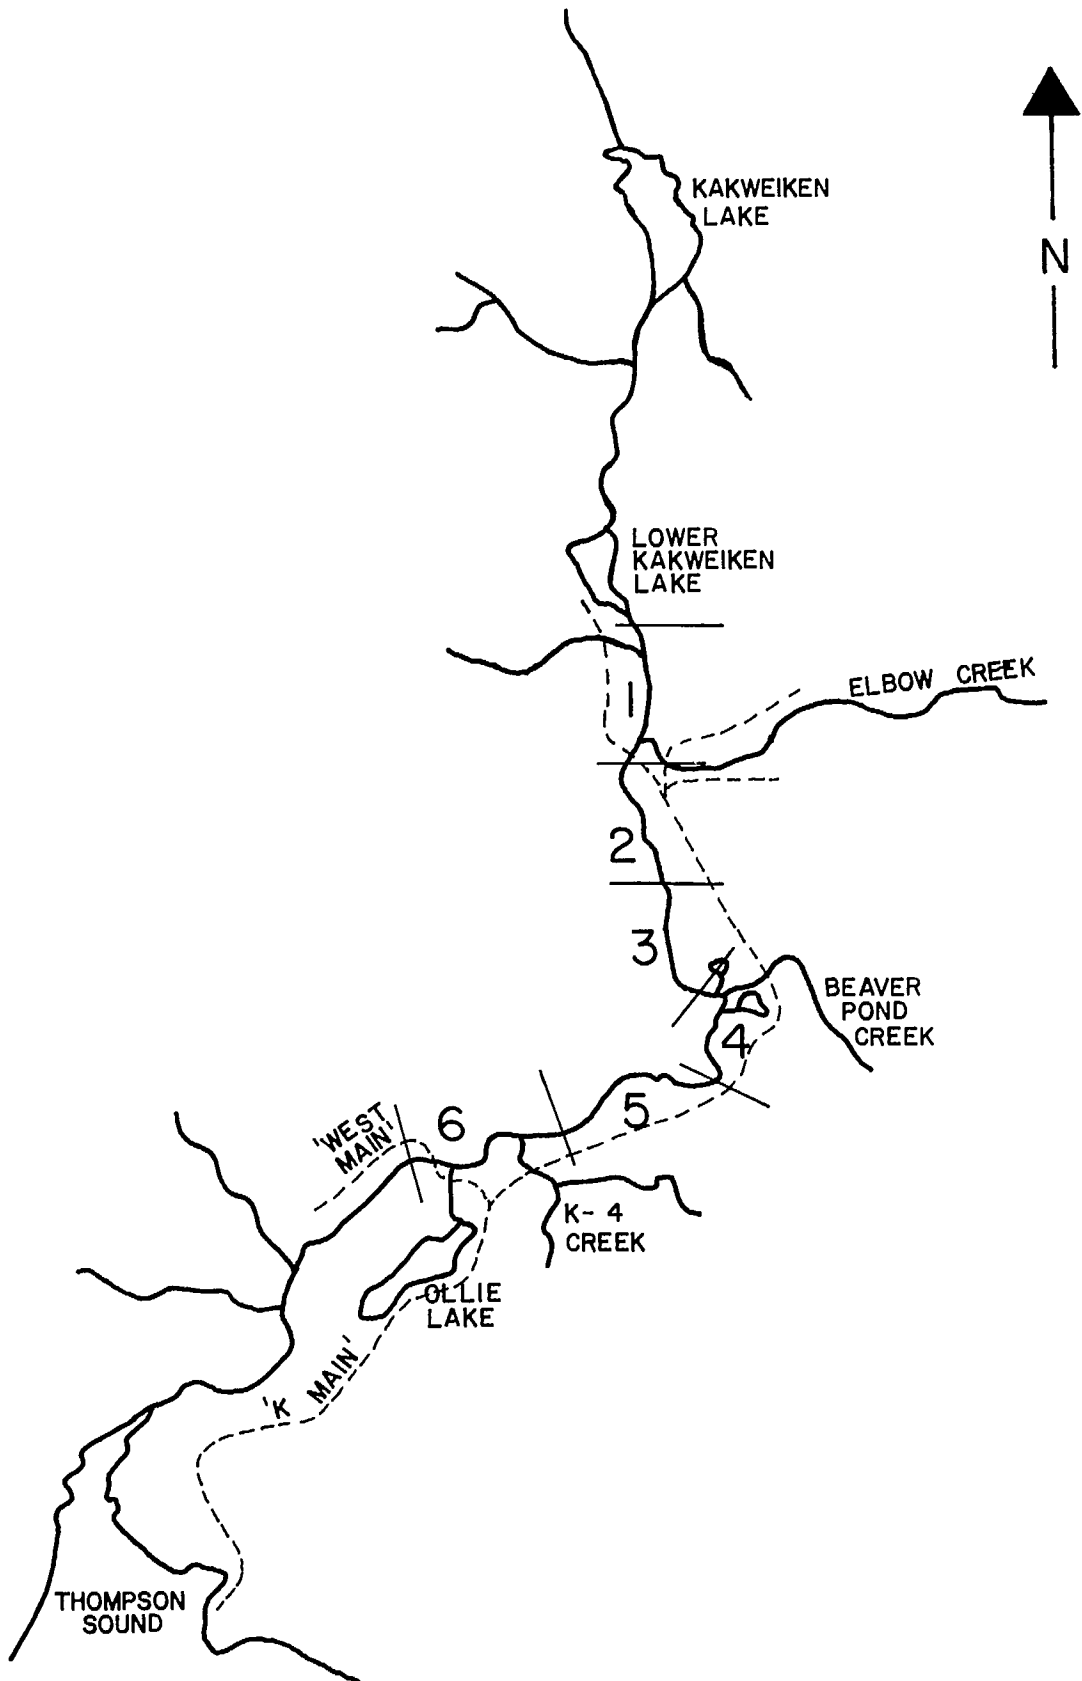 KAKWEIKEN
LAKE
N
LOWER
KAKWEIKEN
LAKE
ELBOW CREEK
1
2
3
BEAVER
POND
CREEK
4
5
6
'WEST
MAIN'
K-4
CREEK
OLLIE
LAKE
'K MAIN'
THOMPSON
SOUND